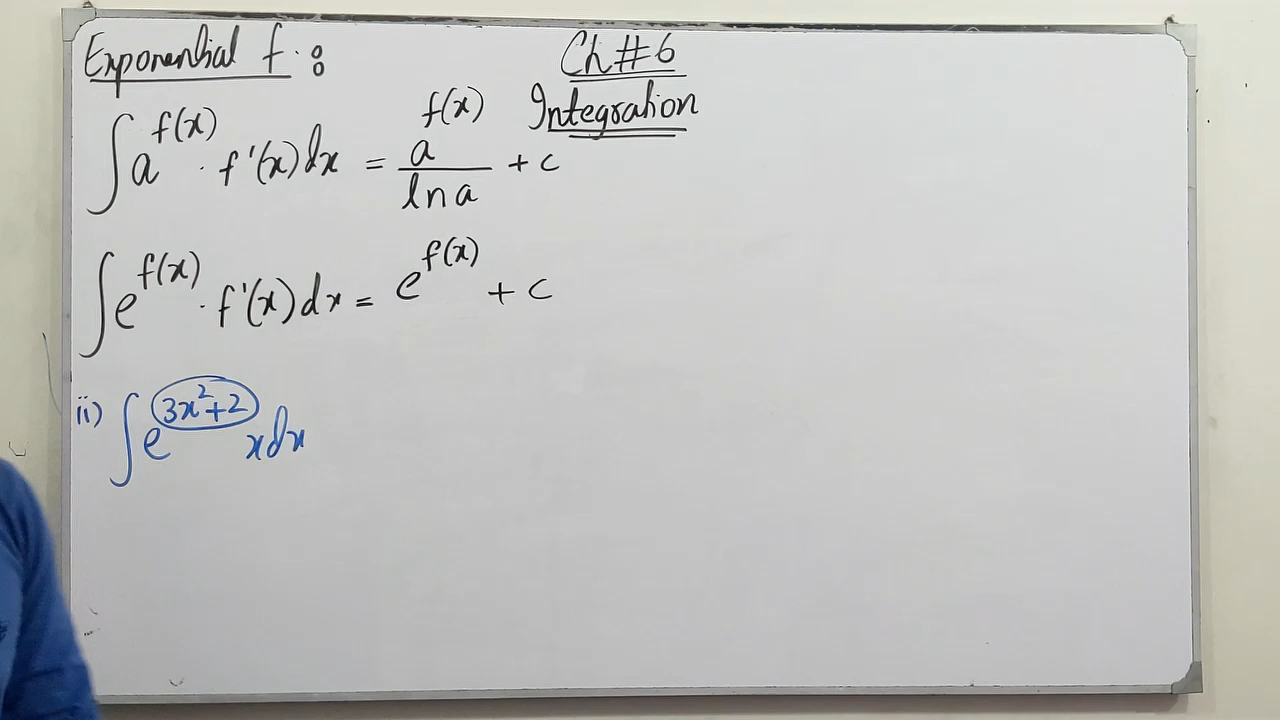 Exponential f. :
Ch#6
Integration
∫a^f(x) · f'(x)dx = a^f(x)/ln a + c
∫e^f(x) · f'(x)dx = e^f(x) + c
ii) ∫e^(3x²+2) xdx